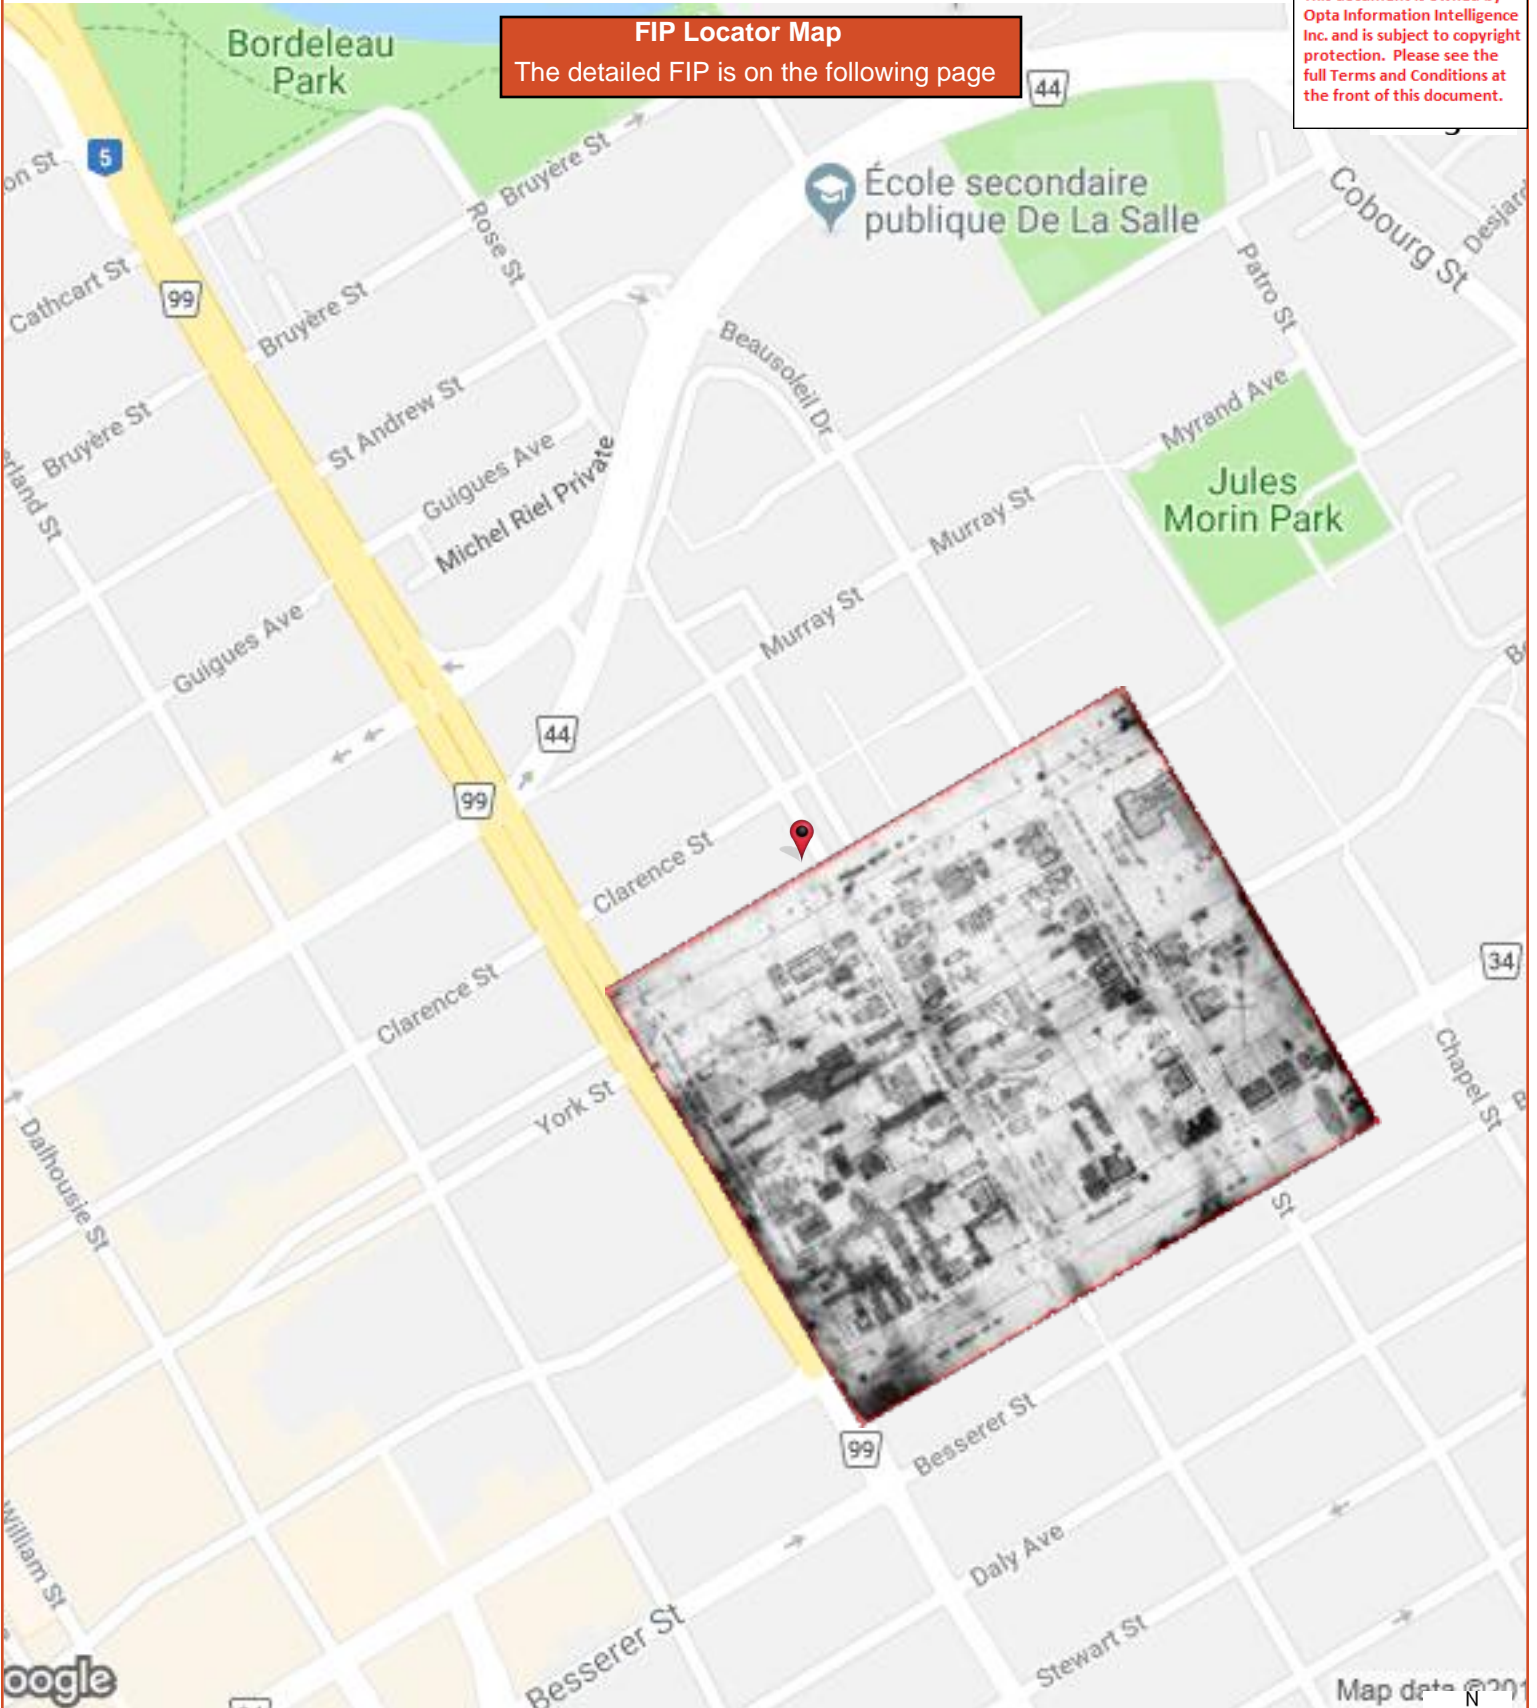 FIP Locator Map
The detailed FIP is on the following page
Opta Information Intelligence
Inc. and is subject to copyright
protection. Please see the
full Terms and Conditions at
the front of this document.
Bordeleau
Park
44
5
Bruyère St
École secondaire
publique De La Salle
Cobourg St
Rose St
Patro St
Cathcart St
99
Bruyère St
Beausoleil Dr
St Andrew St
Myrand Ave
Bruyère St
Guigues Ave
Michel Riel Private
Jules
Morin Park
Murray St
Murray St
Guigues Ave
44
99
Clarence St
34
Clarence St
York St
Chapel St
Dalhousie St
St
99
Besserer St
Daly Ave
William St
Besserer St
Stewart St
oogle
Map data
N